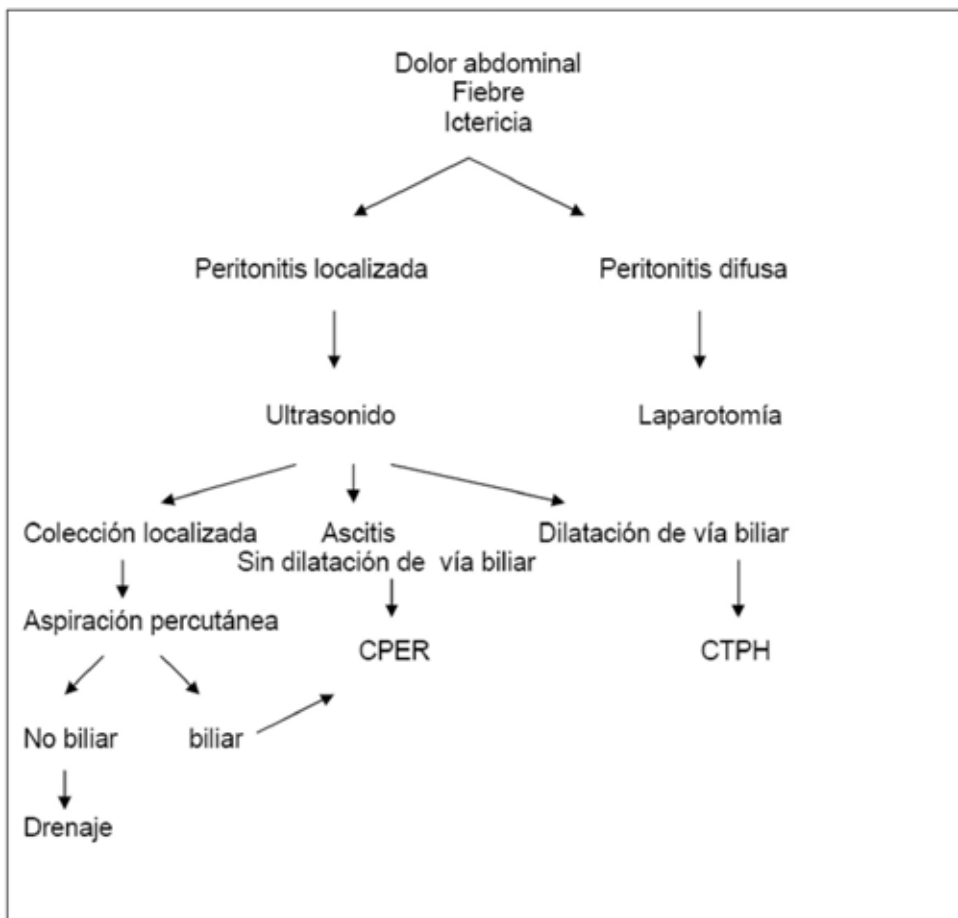 Dolor abdominal
Fiebre
Ictericia
Peritonitis localizada
Peritonitis difusa
Ultrasonido
Laparotomía
Colección localizada
Ascitis
Sin dilatación de vía biliar
Dilatación de vía biliar
Aspiración percutánea
CPER
CTPH
No biliar
biliar
Drenaje